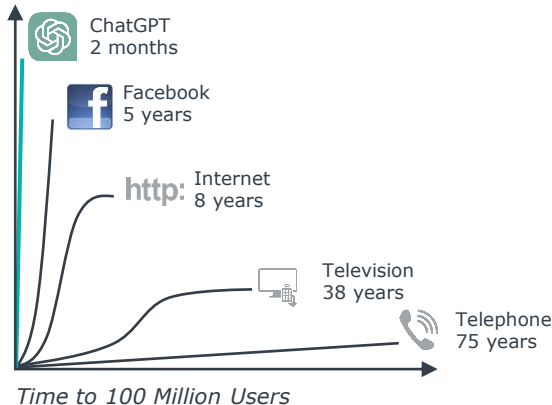 ChatGPT
2 months
f
Facebook
5 years
http:
Internet
8 years
Television
38 years
Telephone
75 years
Time to 100 Million Users